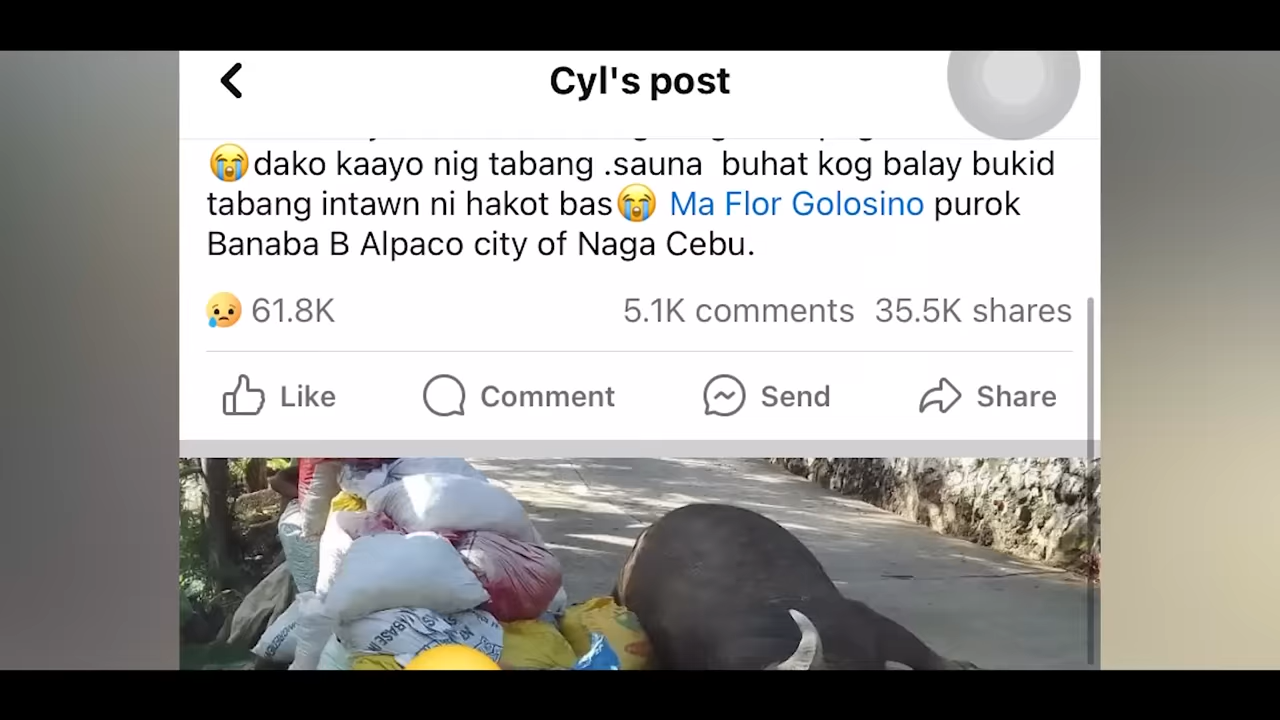 Cyl's post
😭dako kaayo nig tabang .sauna buhat kog balay bukid
tabang intawn ni hakot bas😭 Ma Flor Golosino purok
Banaba B Alpaco city of Naga Cebu.
61.8K 5.1K comments 35.5K shares
Like Comment Send Share